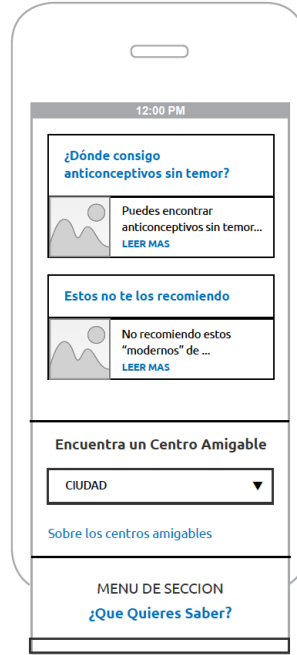 12:00 PM
¿Dónde consigo
anticonceptivos sin temor?
Puedes encontrar
anticonceptivos sin temor...
LEER MAS
Estos no te los recomiendo
No recomiendo estos
“modernos” de ...
LEER MAS
Encuentra un Centro Amigable
CIUDAD
Sobre los centros amigables
MENU DE SECCION
¿Que Quieres Saber?